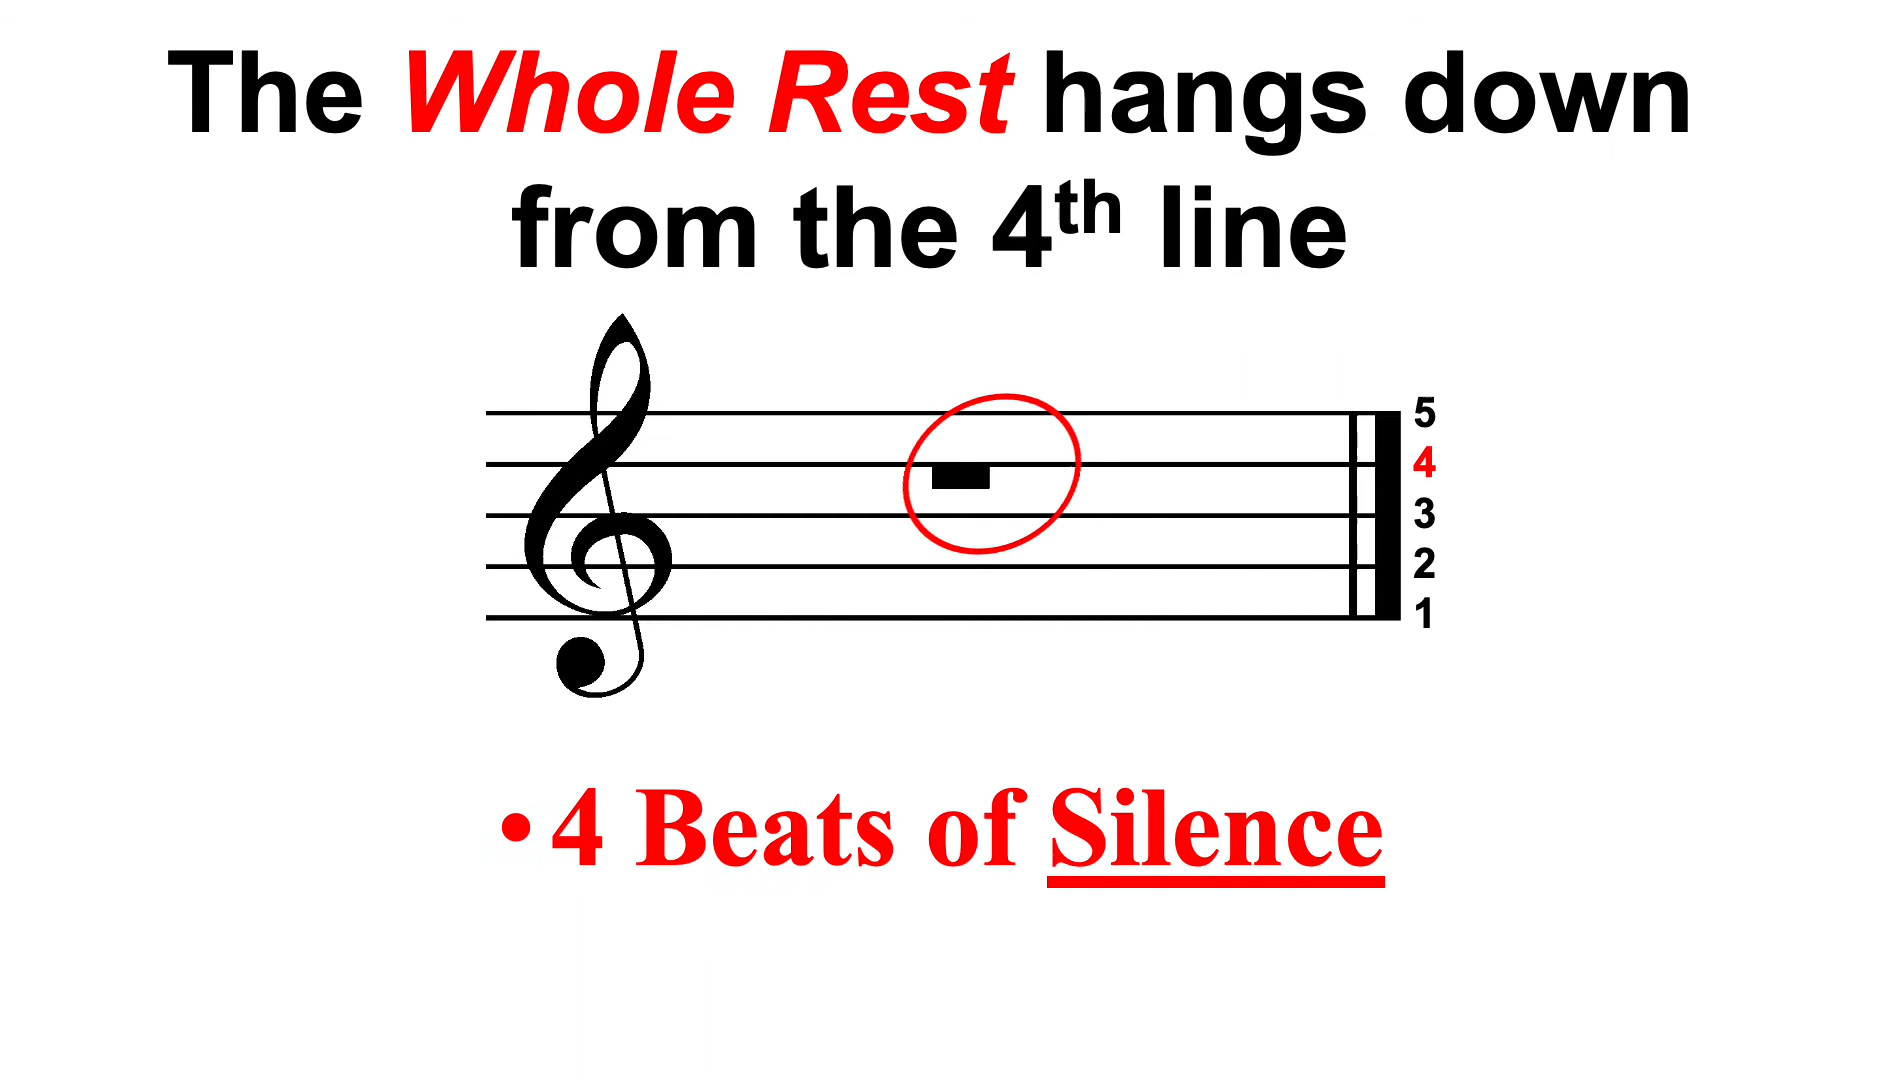 The Whole Rest hangs down
from the 4th line
5
4
3
2
1
• 4 Beats of Silence